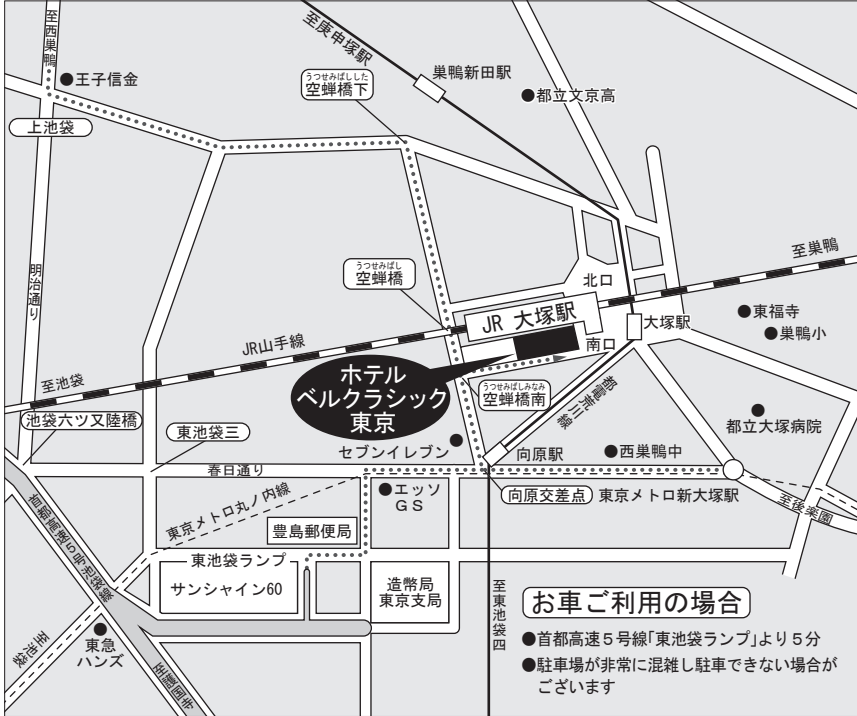 至西巣鴨
●王子信金
上池袋
至庚申塚駅
巣鴨新田駅
うつせみばしした
空蝉橋下
●都立文京高
明治通り
うつせみばし
空蝉橋
北口
至巣鴨
JR 大塚駅
大塚駅
●東福寺
●巣鴨小
JR山手線
南口
至池袋
ホテル
ベルクラシック
東京
うつせみばしみなみ
空蝉橋南
都電荒川線
池袋六ツ又陸橋
東池袋三
セブンイレブン
向原駅
●西巣鴨中
都立大塚病院
春日通り
●エッソ
GS
向原交差点
東京メトロ新大塚駅
至後楽園
首都高速5号池袋線
東京メトロ丸ノ内線
豊島郵便局
東池袋ランプ
サンシャイン60
造幣局
東京支局
至東池袋四
東急
ハンズ
至池袋
至護国寺
お車ご利用の場合
●首都高速5号線「東池袋ランプ」より5分
●駐車場が非常に混雑し駐車できない場合が
ございます